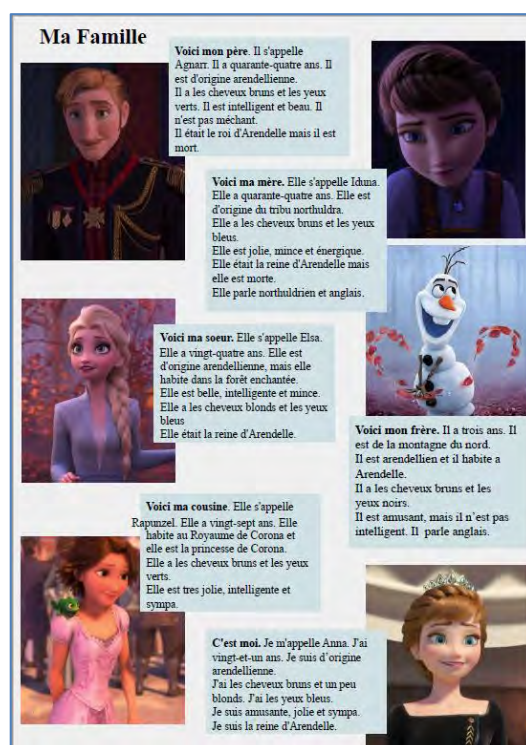 Ma Famille
Voici mon père. Il s'appelle
Agnarr. Il a quarante-quatre ans. Il
est d'origine arendellienne.
Il a les cheveux bruns et les yeux
verts. Il est intelligent et beau. Il
n'est pas méchant.
Il était le roi d'Arendelle mais il est
mort.
Voici ma mère. Elle s'appelle Iduna.
Elle a quarante-quatre ans. Elle est
d'origine du tribu northuldra.
Elle a les cheveux bruns et les yeux
bleus.
Elle est jolie, mince et énergique.
Elle était la reine d'Arendelle mais
elle est morte.
Elle parle northuldrien et anglais.
Voici ma soeur. Elle s'appelle Elsa.
Elle a vingt-quatre ans. Elle est
d'origine arendellienne, mais elle
habite dans la forêt enchantée.
Elle est belle, intelligente et mince.
Elle a les cheveux blonds et les yeux
bleus
Elle était la reine d'Arendelle.
Voici mon frère. Il a trois ans. Il
est de la montagne du nord.
Il est arendellien et il habite a
Arendelle.
Il a les cheveux bruns et les
yeux noirs.
Il est amusant, mais il n'est pas
intelligent. Il parle anglais.
Voici ma cousine. Elle s'appelle
Rapunzel. Elle a vingt-sept ans. Elle
habite au Royaume de Corona et
elle est la princesse de Corona.
Elle a les cheveux bruns et les yeux
verts.
Elle est tres jolie, intelligente et
sympa.
C'est moi. Je m'appelle Anna. J'ai
vingt-et-un ans. Je suis d'origine
arendellienne.
J'ai les cheveux bruns et un peu
blonds. J'ai les yeux bleus.
Je suis amusante, jolie et sympa.
Je suis la reine d'Arendelle.